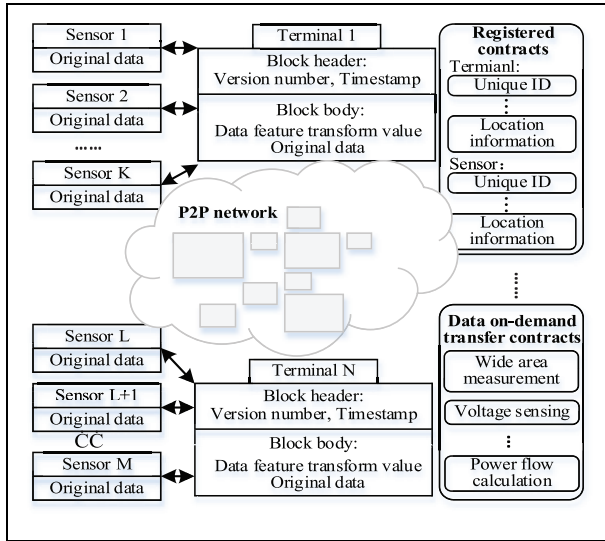 Sensor 1
Original data
Sensor 2
Original data
……
Sensor K
Original data
Terminal 1
Block header:
Version number, Timestamp
Block body:
Data feature transform value
Original data
P2P network
Sensor L
Original data
Sensor L+1
Original data
ČČ
Sensor M
Original data
Terminal N
Block header:
Version number, Timestamp
Block body:
Data feature transform value
Original data
Registered
contracts
Termianl:
Unique ID
⋮
Location
information
Sensor：
Unique ID
⋮
Location
information
⋮
Data on-demand
transfer contracts
Wide area
measurement
Voltage sensing
⋮
Power flow
calculation